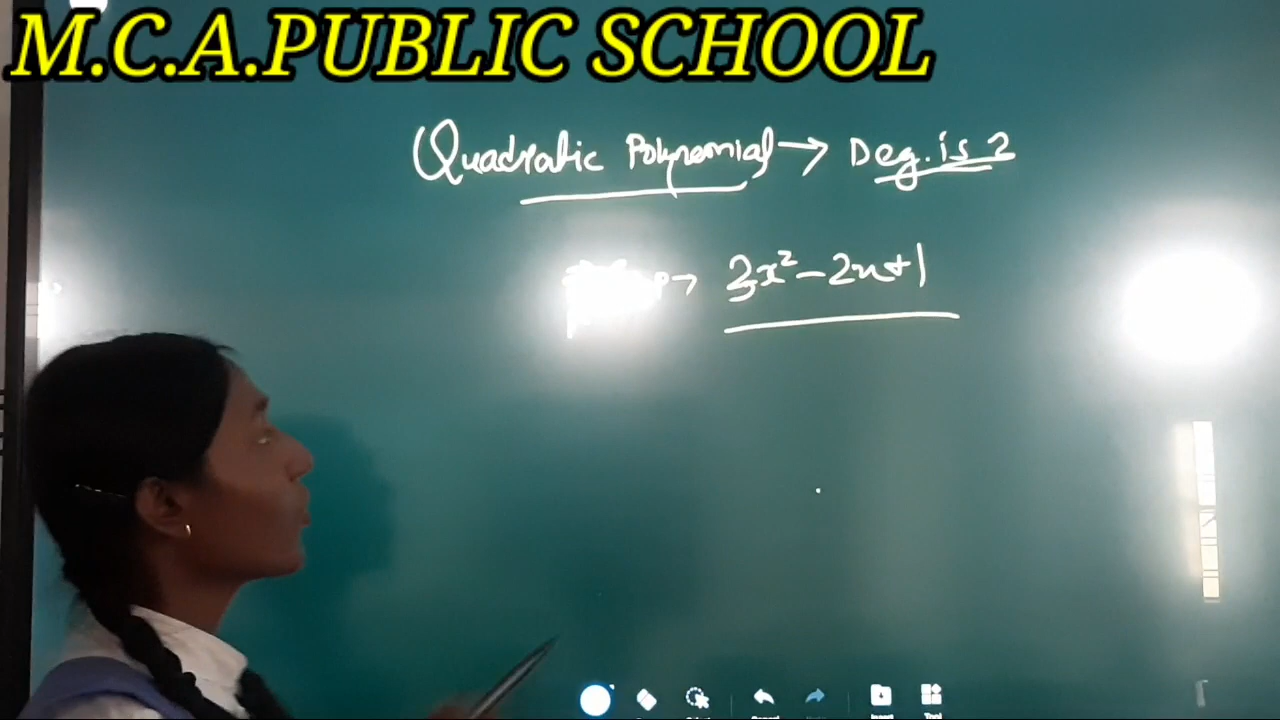 M.C.A.PUBLIC SCHOOL
Quadratic Polynomial → Deg. is 2
→ 3x² - 2x + 1